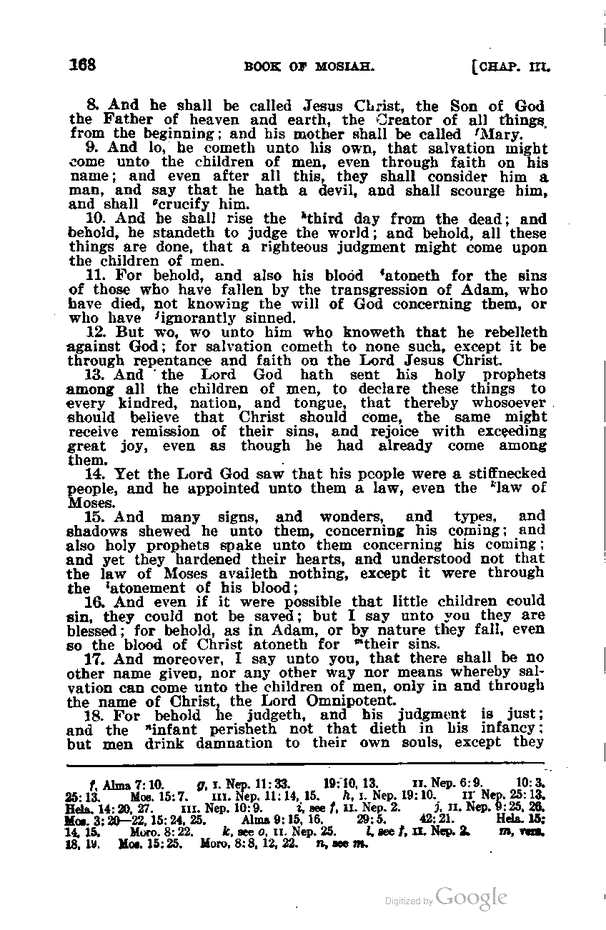 168 BOOK OF MOSIAH. [CHAP. III.
8. And he shall be called Jesus Christ, the Son of God
the Father of heaven and earth, the Creator of all things,
from the beginning; and his mother shall be called fMary.
9. And lo, he cometh unto his own, that salvation might
come unto the children of men, even through faith on his
name; and even after all this, they shall consider him a
man, and say that he hath a devil, and shall scourge him,
and shall gcrucify him.
10. And he shall rise the hthird day from the dead; and
behold, he standeth to judge the world; and behold, all these
things are done, that a righteous judgment might come upon
the children of men.
11. For behold, and also his blood iatoneth for the sins
of those who have fallen by the transgression of Adam, who
have died, not knowing the will of God concerning them, or
who have jignorantly sinned.
12. But wo, wo unto him who knoweth that he rebelleth
against God; for salvation cometh to none such, except it be
through repentance and faith on the Lord Jesus Christ.
13. And the Lord God hath sent his holy prophets
among all the children of men, to declare these things to
every kindred, nation, and tongue, that thereby whosoever
should believe that Christ should come, the same might
receive remission of their sins, and rejoice with exceeding
great joy, even as though he had already come among
them.
14. Yet the Lord God saw that his people were a stiffnecked
people, and he appointed unto them a law, even the klaw of
Moses.
15. And many signs, and wonders, and types, and
shadows shewed he unto them, concerning his coming; and
also holy prophets spake unto them concerning his coming;
and yet they hardened their hearts, and understood not that
the law of Moses availeth nothing, except it were through
the latonement of his blood;
16. And even if it were possible that little children could
sin, they could not be saved; but I say unto you they are
blessed; for behold, as in Adam, or by nature they fall, even
so the blood of Christ atoneth for mtheir sins.
17. And moreover, I say unto you, that there shall be no
other name given, nor any other way nor means whereby sal-
vation can come unto the children of men, only in and through
the name of Christ, the Lord Omnipotent.
18. For behold he judgeth, and his judgment is just;
and the ninfant perisheth not that dieth in his infancy;
but men drink damnation to their own souls, except they
f, Alma 7:10. g, I. Nep. 11:33. 19:10, 13. II. Nep. 6:9. 10:3,
25:13. Mos. 15:7. III. Nep. 11:14, 15. h, I. Nep. 19:10. II Nep. 25:13.
Hela. 14:20, 27. III. Nep. 10:9. i, see f, II. Nep. 2. j, II. Nep. 9:25, 26.
Mos. 3:20—22, 15:24, 25. Alma 9:15, 16. 29:5. 42:21. Hela. 15:
14, 15. Moro. 8:22. k, see o, II. Nep. 25. l, see f, II. Nep. 2. m, vers.
18, 19. Mos. 15:25. Moro, 8:8, 12, 22. n, see m.
Digitized by Google